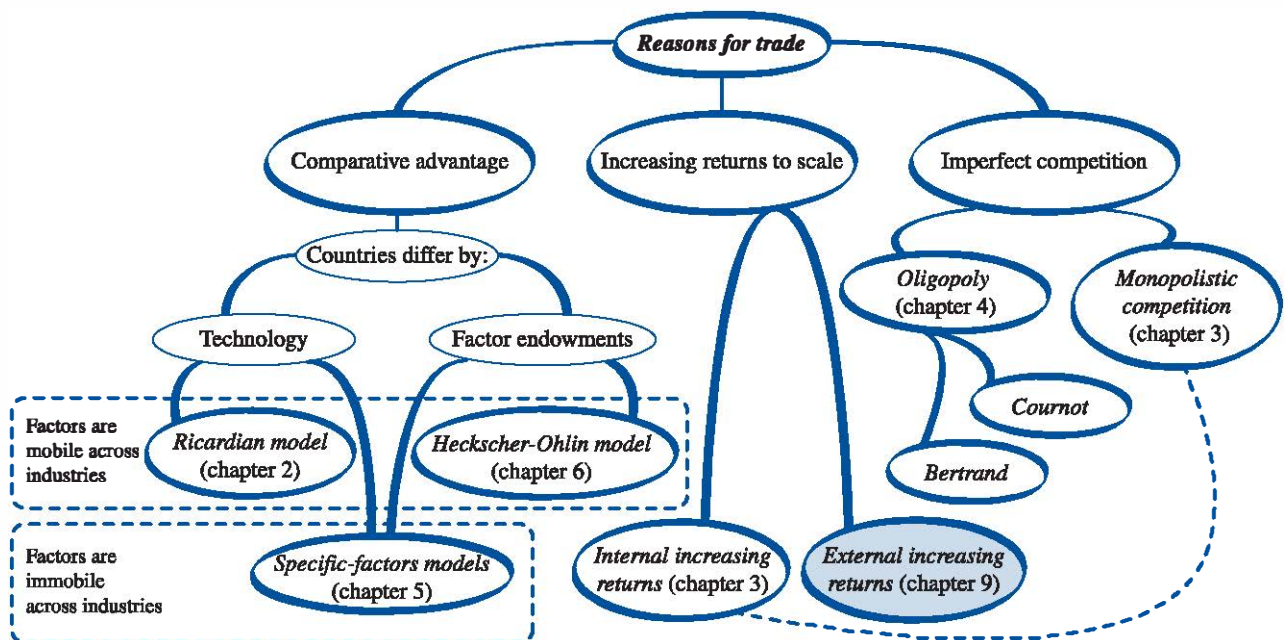 Reasons for trade
Comparative advantage
Increasing returns to scale
Imperfect competition
Countries differ by:
Technology
Factor endowments
Oligopoly
(chapter 4)
Monopolistic
competition
(chapter 3)
Cournot
Bertrand
Factors are
mobile across
industries
Ricardian model
(chapter 2)
Heckscher-Ohlin model
(chapter 6)
Factors are
immobile
across industries
Specific-factors models
(chapter 5)
Internal increasing
returns (chapter 3)
External increasing
returns (chapter 9)